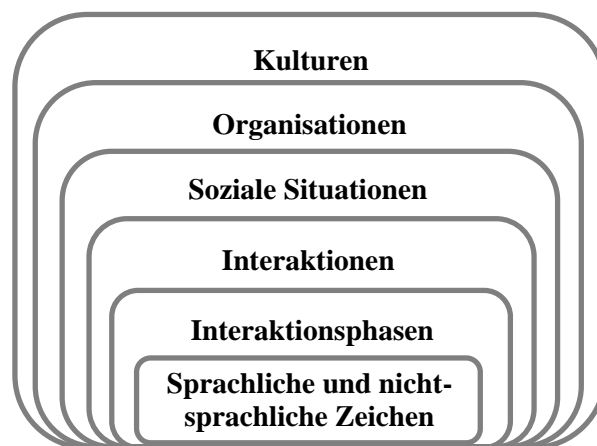 Kulturen
Organisationen
Soziale Situationen
Interaktionen
Interaktionsphasen
Sprachliche und nicht-
sprachliche Zeichen